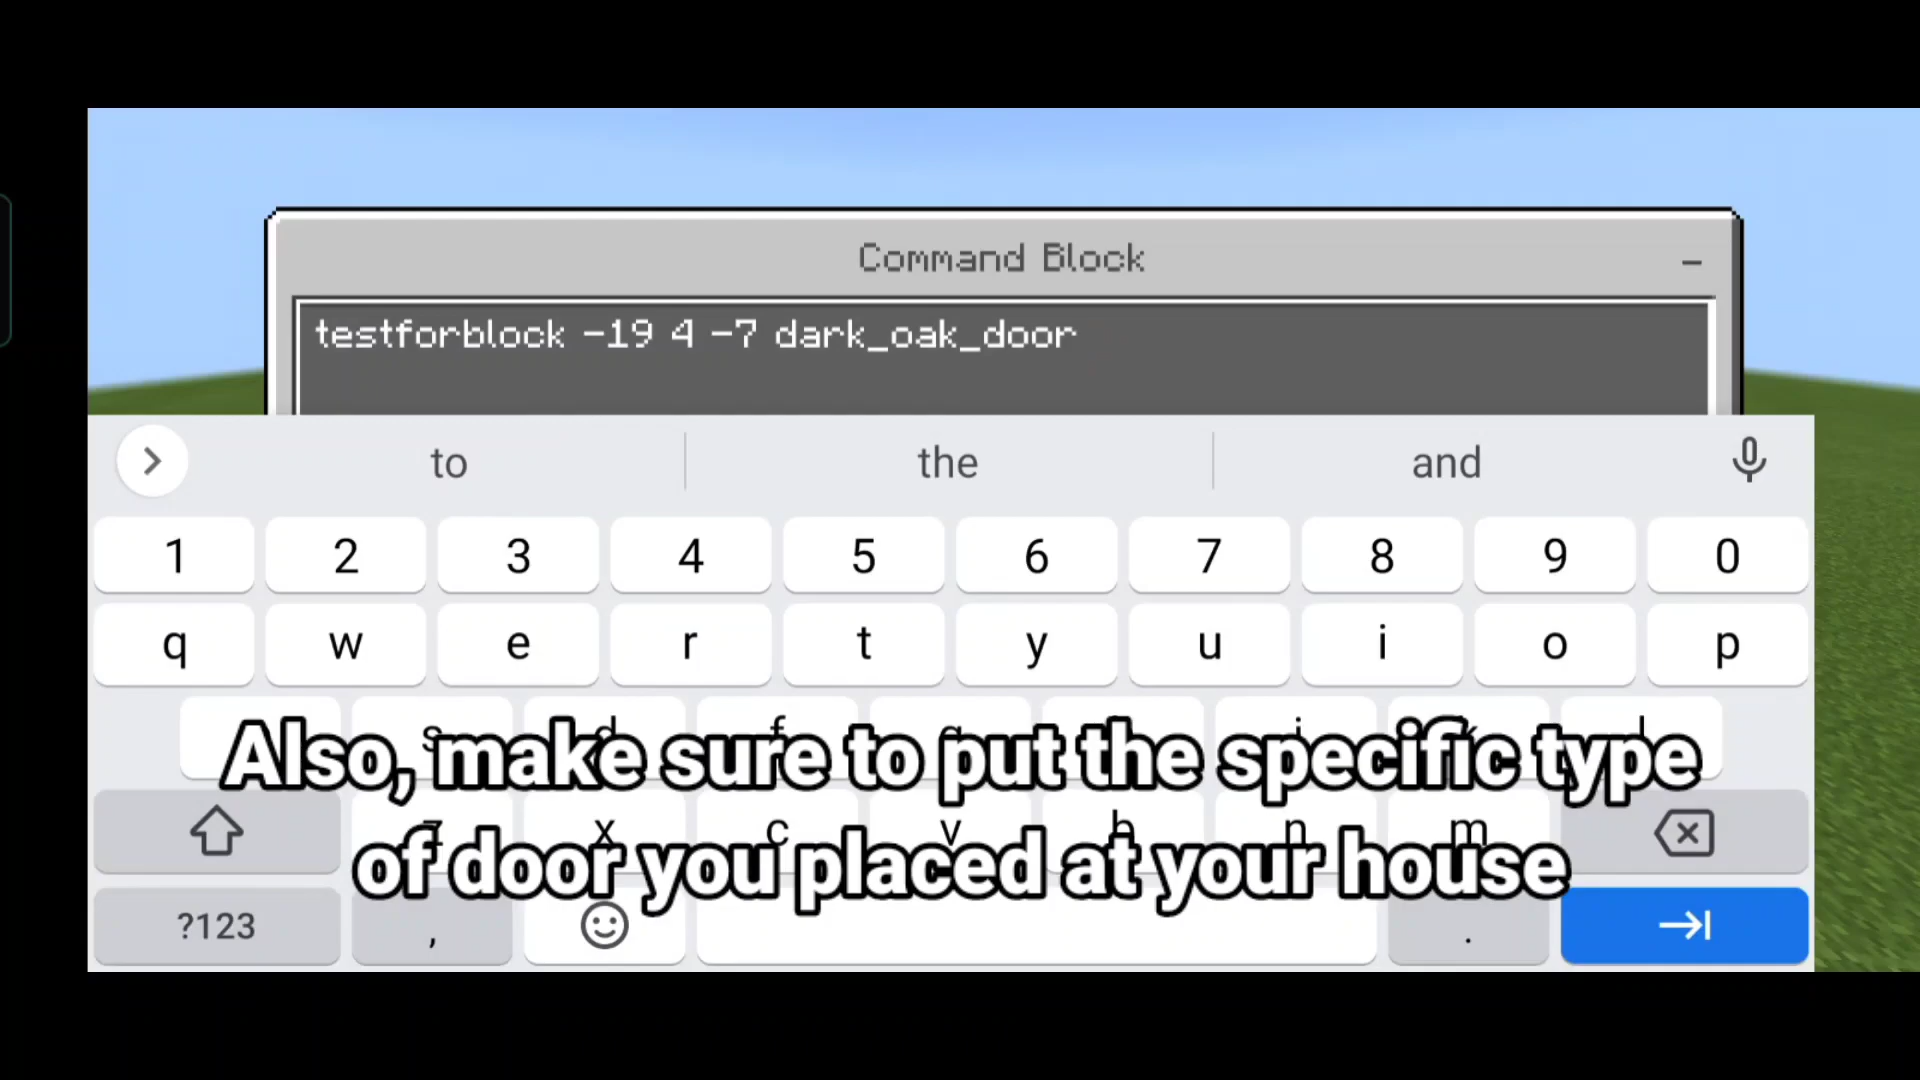 Command Block
testforblock -19 4 -7 dark_oak_door
to the and
1 2 3 4 5 6 7 8 9 0
q w e r t y u i o p
s d f g j k l
Also, make sure to put the specific type
z x c v b n m
of door you placed at your house
?123 , .